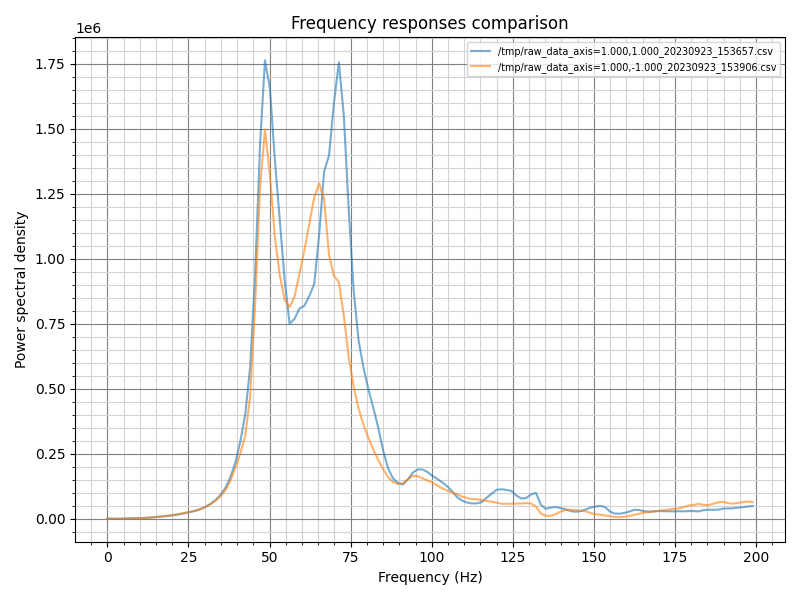 Frequency responses comparison
1e6
/tmp/raw_data_axis=1.000,1.000_20230923_153657.csv
/tmp/raw_data_axis=1.000,-1.000_20230923_153906.csv
1.75
1.50
1.25
1.00
0.75
0.50
0.25
0.00
Power spectral density
0 25 50 75 100 125 150 175 200
Frequency (Hz)